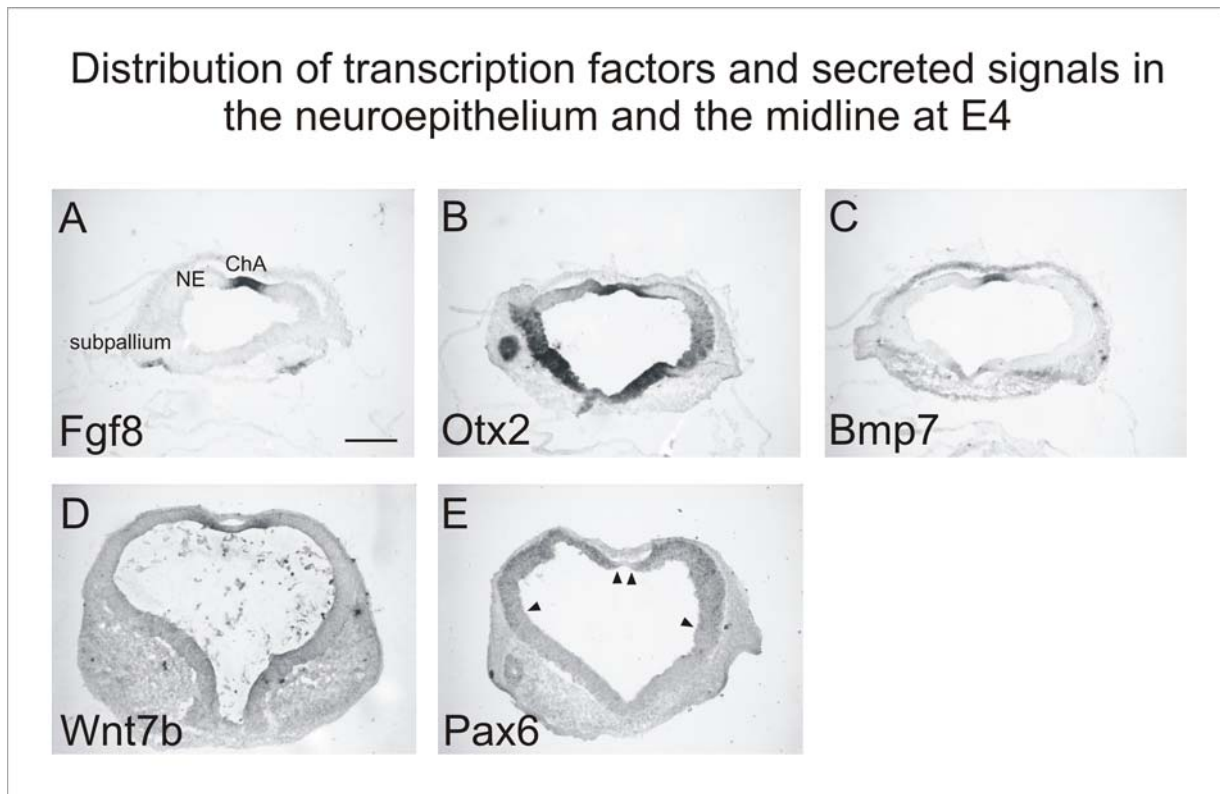 Distribution of transcription factors and secreted signals in
the neuroepithelium and the midline at E4
A
NE
ChA
subpallium
Fgf8
B
Otx2
C
Bmp7
D
Wnt7b
E
Pax6